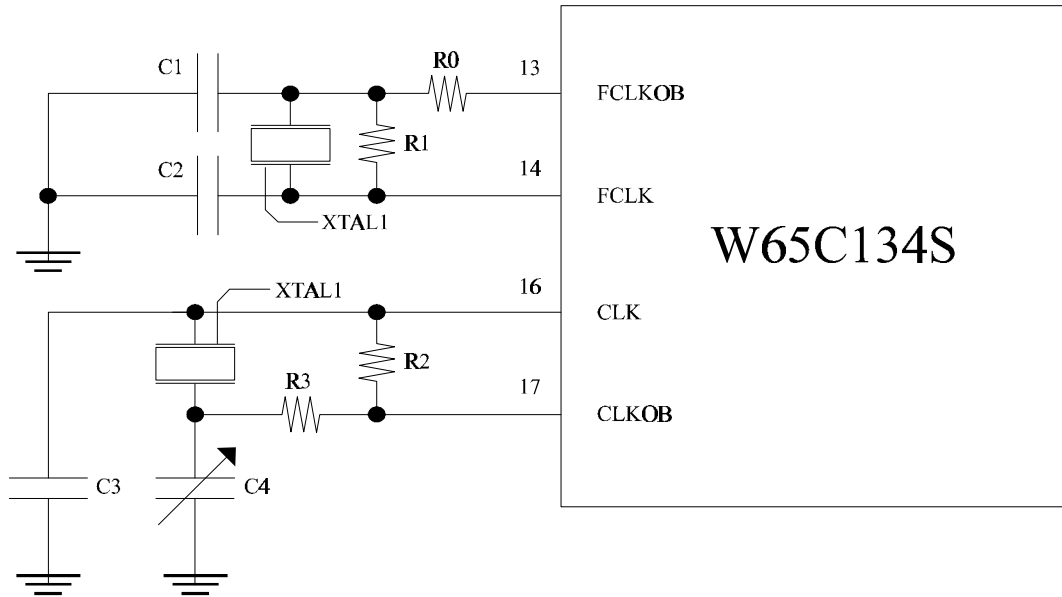 C1
R0
13
FCLKOB
R1
C2
14
FCLK
XTAL1
W65C134S
XTAL1
16
CLK
R2
R3
17
CLKOB
C3
C4